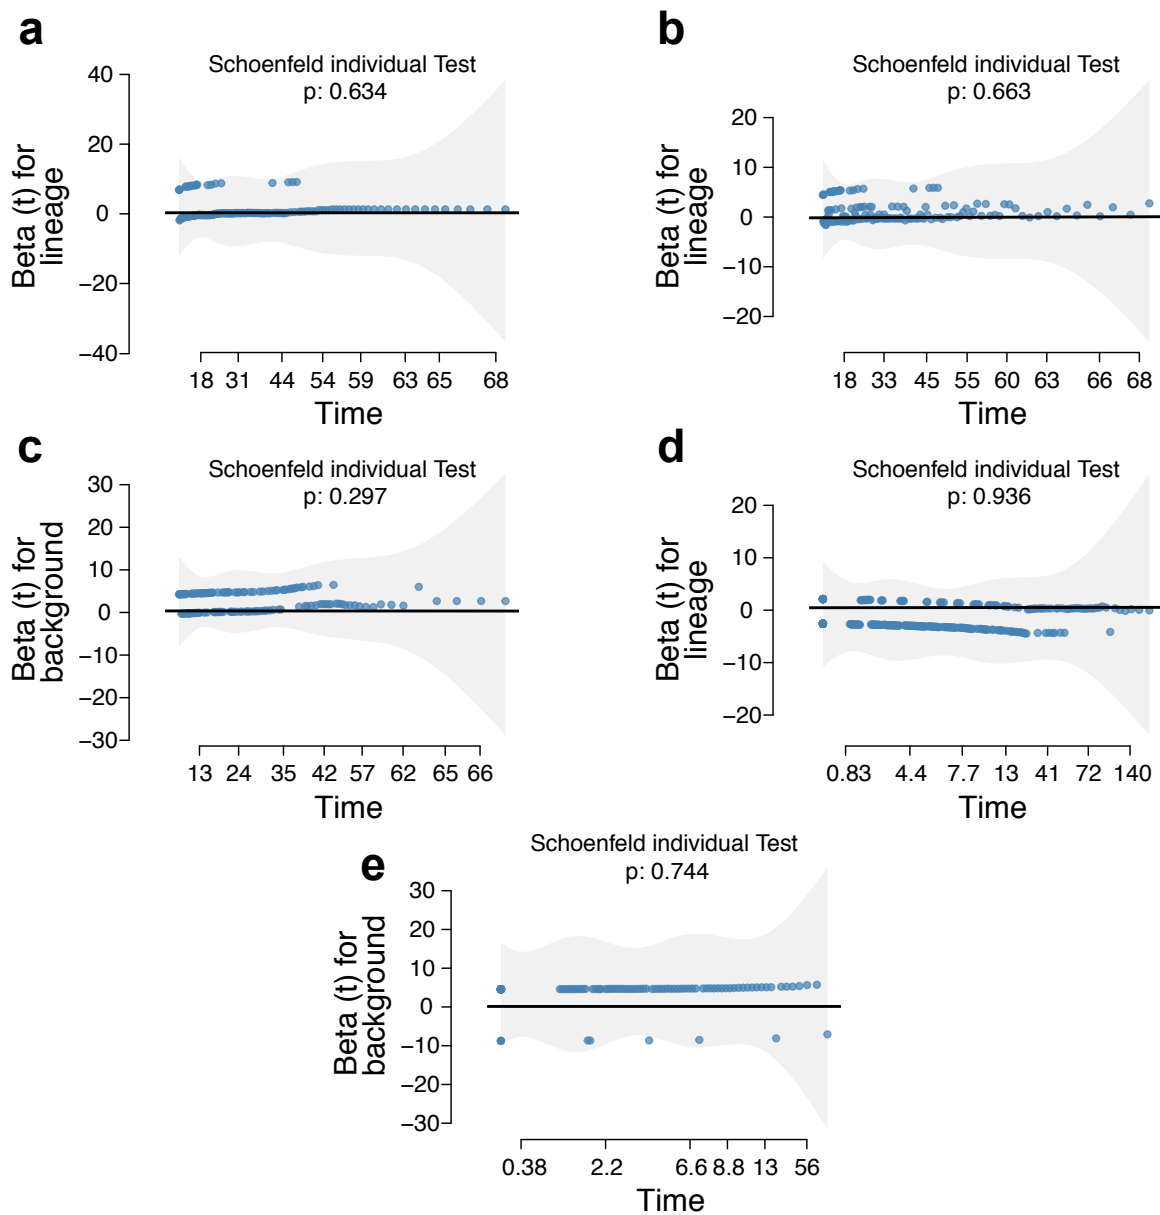 a
Schoenfeld individual Test
p: 0.634
Beta (t) for
lineage
40
20
0
−20
−40
18 31 44 54 59 63 65 68
Time
b
Schoenfeld individual Test
p: 0.663
Beta (t) for
lineage
20
10
0
−10
−20
18 33 45 55 60 63 66 68
Time
c
Schoenfeld individual Test
p: 0.297
Beta (t) for
background
30
20
10
0
−10
−20
−30
13 24 35 42 57 62 65 66
Time
d
Schoenfeld individual Test
p: 0.936
Beta (t) for
lineage
20
10
0
−10
−20
0.83 4.4 7.7 13 41 72 140
Time
e
Schoenfeld individual Test
p: 0.744
Beta (t) for
background
30
20
10
0
−10
−20
−30
0.38 2.2 6.6 8.8 13 56
Time